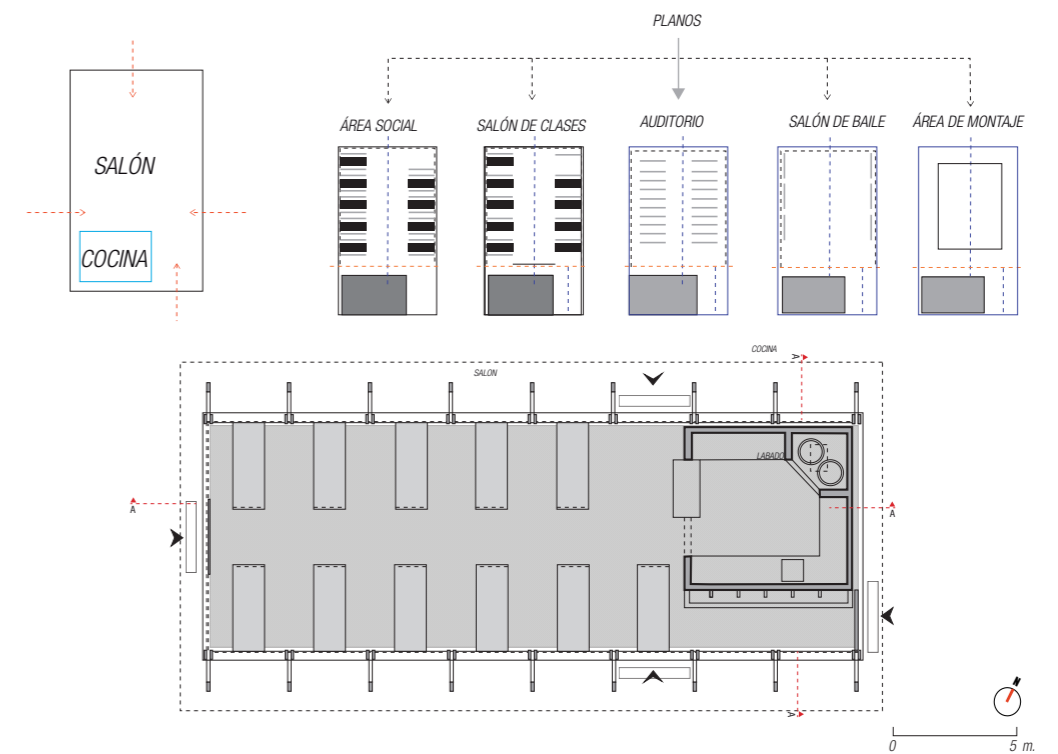 PLANOS
ÁREA SOCIAL
SALÓN DE CLASES
AUDITORIO
SALÓN DE BAILE
ÁREA DE MONTAJE
SALÓN
COCINA
COCINA
SALON
A
LABADO
A
A
A
N
0
5 m.